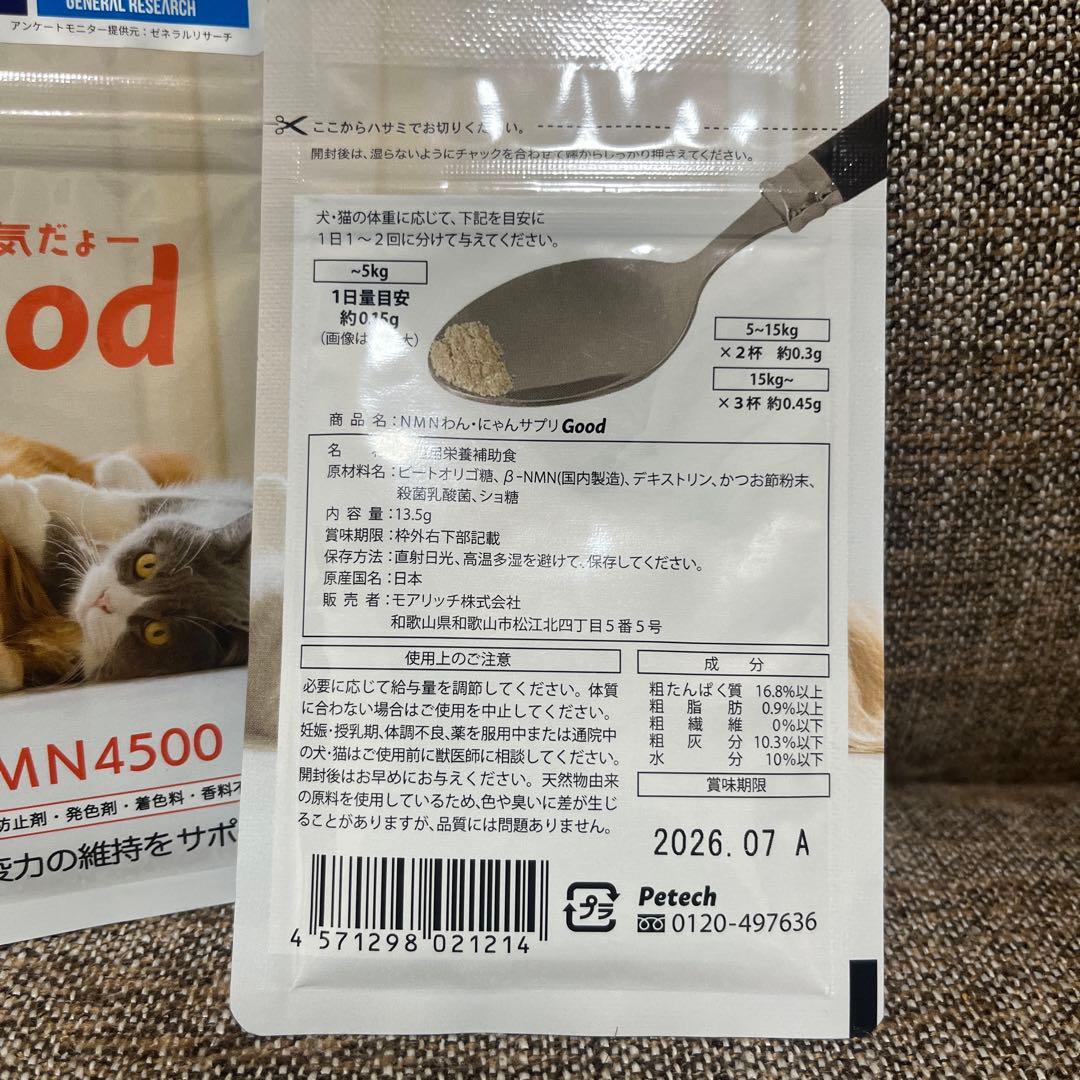 GENERAL RESEARCH
アンケートモニター提供元：ゼネラルリサーチ
気だょー
ood
MN4500
防止剤・発色剤・着色料・香料不
疫力の維持をサポ
ここからハサミでお切りください。
開封後は、湿らないようにチャックを合わせて端からしっかり押さえてください。
犬・猫の体重に応じて、下記を目安に
1日1〜2回に分けて与えてください。
~5kg
1日量目安
約0.15g
(画像は 大)
5~15kg
×2杯 約0.3g
15kg~
×3杯 約0.45g
商品名：NMNわん・にゃんサプリGood
名 用栄養補助食
原材料名：ビートオリゴ糖、β-NMN(国内製造)、デキストリン、かつお節粉末、
殺菌乳酸菌、ショ糖
内容量：13.5g
賞味期限：枠外右下部記載
保存方法：直射日光、高温多湿を避けて、保存してください。
原産国名：日本
販売者：モアリッチ株式会社
和歌山県和歌山市松江北四丁目5番5号
使用上のご注意
必要に応じて給与量を調節してください。体質
に合わない場合はご使用を中止してください。
妊娠・授乳期、体調不良、薬を服用中または通院中
の犬・猫はご使用前に獣医師に相談してください。
開封後はお早めにお与えください。天然物由来
の原料を使用しているため、色や臭いに差が生じ
ることがありますが、品質には問題ありません。
成分
粗たんぱく質 16.8%以上
粗脂肪 0.9%以上
粗繊維 0%以下
粗灰分 10.3%以下
水分 10%以下
賞味期限
2026.07 A
4 571298 021214
プラ
Petech
0120-497636